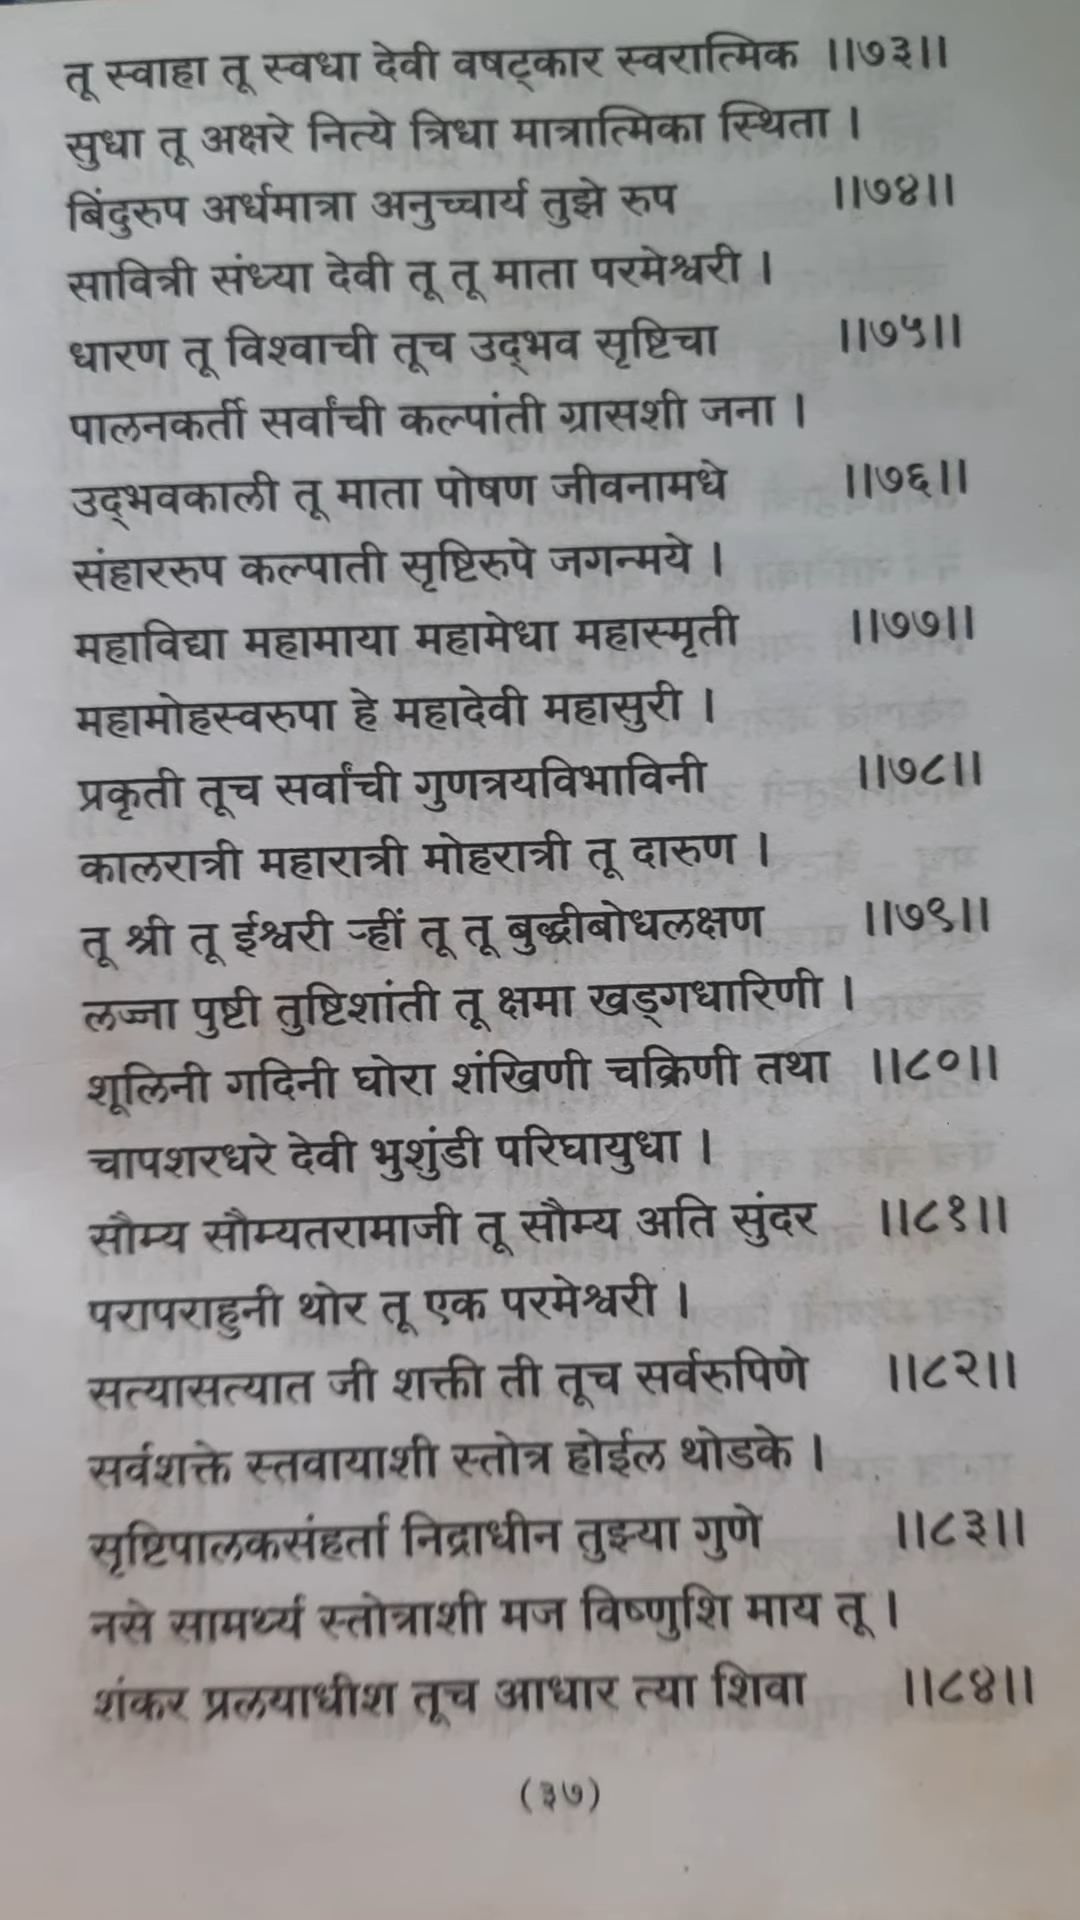 तू स्वाहा तू स्वधा देवी वषट्कार स्वरात्मिक ॥७३॥
सुधा तू अक्षरे नित्ये त्रिधा मात्रात्मिका स्थिता ।
बिंदुरुप अर्धमात्रा अनुच्चार्य तुझे रुप ॥७४॥
सावित्री संध्या देवी तू तू माता परमेश्वरी ।
धारण तू विश्वाची तूच उद्‌भव सृष्टिचा ॥७५॥
पालनकर्ती सर्वांची कल्पांती ग्रासशी जना ।
उद्‌भवकाली तू माता पोषण जीवनामधे ॥७६॥
संहाररुप कल्पाती सृष्टिरुपे जगन्मये ।
महाविद्या महामाया महामेधा महास्मृती ॥७७॥
महामोहस्वरुपा हे महादेवी महासुरी ।
प्रकृती तूच सर्वांची गुणत्रयविभाविनी ॥७८॥
कालरात्री महारात्री मोहरात्री तू दारुण ।
तू श्री तू ईश्वरी ऱ्हीं तू तू बुद्धीबोधलक्षण ॥७९॥
लज्जा पुष्टी तुष्टिशांती तू क्षमा खड्गधारिणी ।
शूलिनी गदिनी घोरा शंखिणी चक्रिणी तथा ॥८०॥
चापशरधरे देवी भुशुंडी परिघायुधा ।
सौम्य सौम्यतरामाजी तू सौम्य अति सुंदर ॥८१॥
परापराहुनी थोर तू एक परमेश्वरी ।
सत्यासत्यात जी शक्ती ती तूच सर्वरुपिणे ॥८२॥
सर्वशक्ते स्तवायाशी स्तोत्र होईल थोडके ।
सृष्टिपालकसंहर्ता निद्राधीन तुझ्या गुणे ॥८३॥
नसे सामर्थ्य स्तोत्राशी मज विष्णुशि माय तू ।
शंकर प्रलयाधीश तूच आधार त्या शिवा ॥८४॥
(३७)